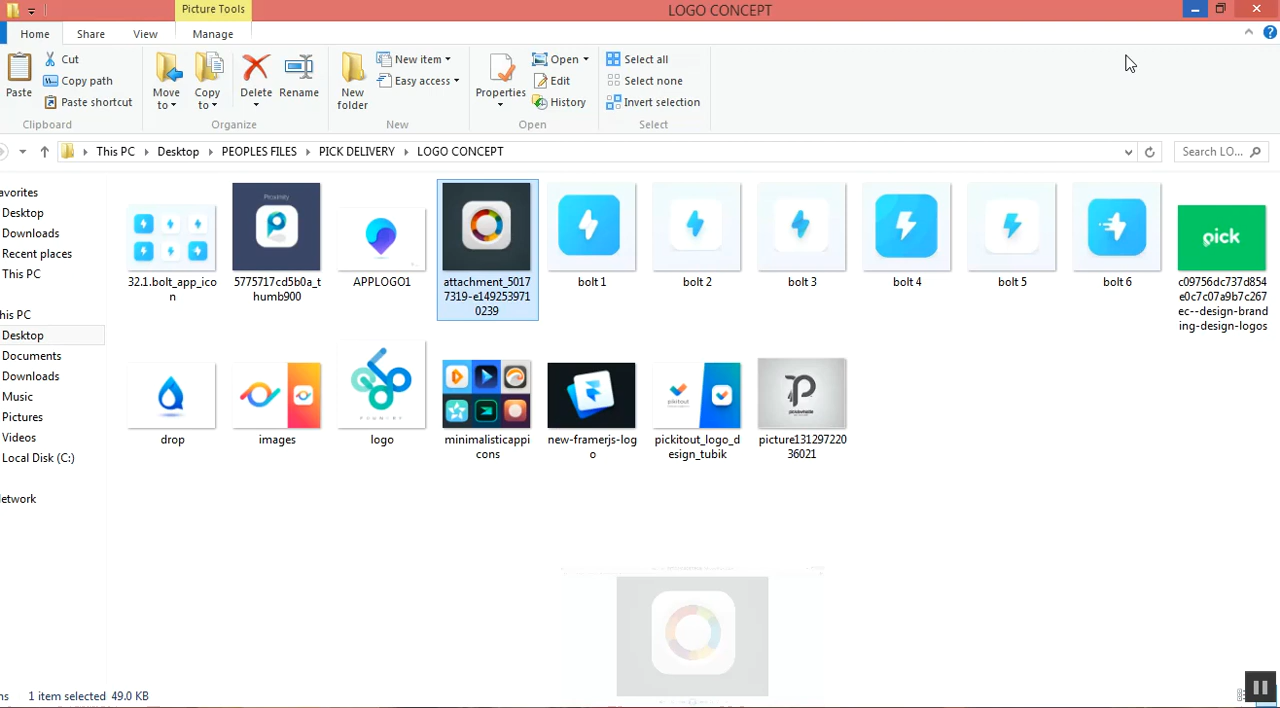 Picture Tools
LOGO CONCEPT
Home
Share
View
Manage
Paste
Cut
Copy path
Paste shortcut
Clipboard
Move to
Copy to
Delete
Rename
Organize
New folder
New item
Easy access
New
Properties
Open
Edit
History
Open
Select all
Select none
Invert selection
Select
This PC
Desktop
PEOPLES FILES
PICK DELIVERY
LOGO CONCEPT
Search LO...
avorites
Desktop
Downloads
Recent places
This PC
his PC
Desktop
Documents
Downloads
Music
Pictures
Videos
Local Disk (C:)
etwork
Picximity
pick
32.1.bolt_app_ico
n
5775717cd5b0a_t
humb900
APPLOGO1
attachment_5017
7319-e149253971
0239
bolt 1
bolt 2
bolt 3
bolt 4
bolt 5
bolt 6
c09756dc737d854
e0c7c07a9b7c267
ec--design-brand
ing-design-logos
pikitout
drop
images
logo
minimalisticappi
cons
new-framerjs-log
o
pickitout_logo_d
esign_tubik
picture131297220
36021
ns
1 item selected 49.0 KB